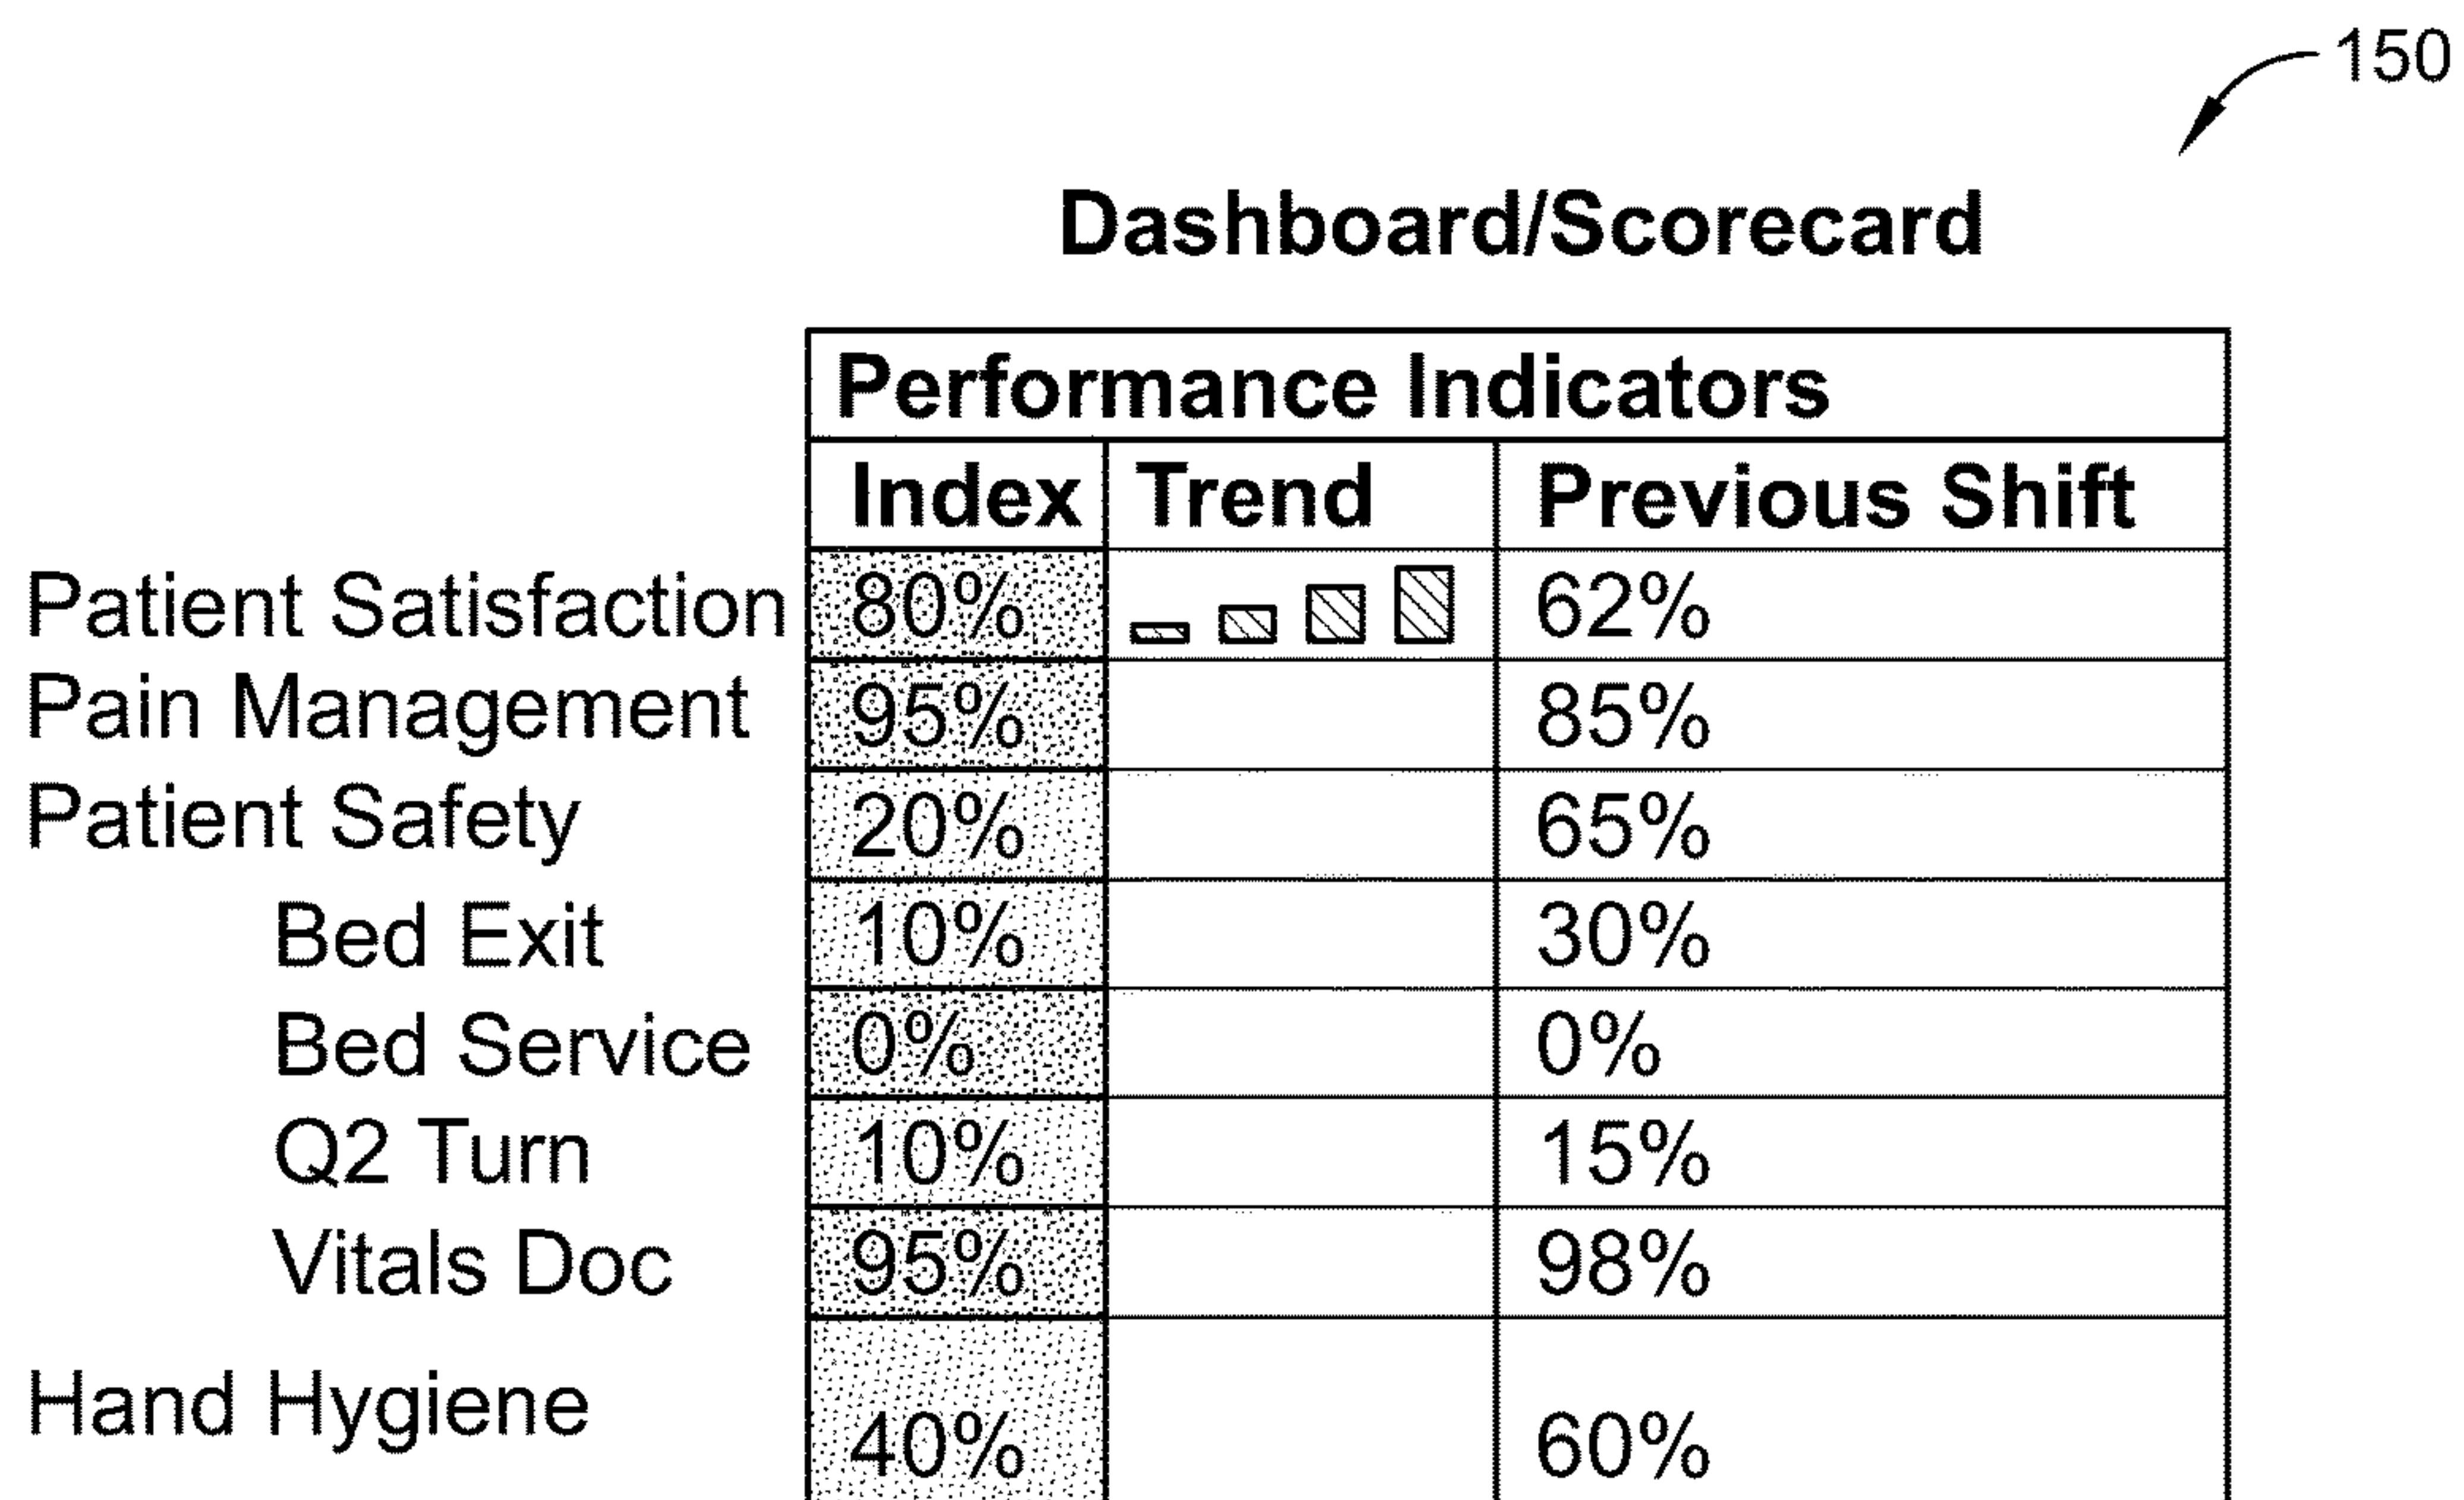 150
Dashboard/Scorecard
Performance Indicators
Index Trend Previous Shift
Patient Satisfaction 80% 62%
Pain Management 95% 85%
Patient Safety 20% 65%
Bed Exit 10% 30%
Bed Service 0% 0%
Q2 Turn 10% 15%
Vitals Doc 95% 98%
Hand Hygiene 40% 60%